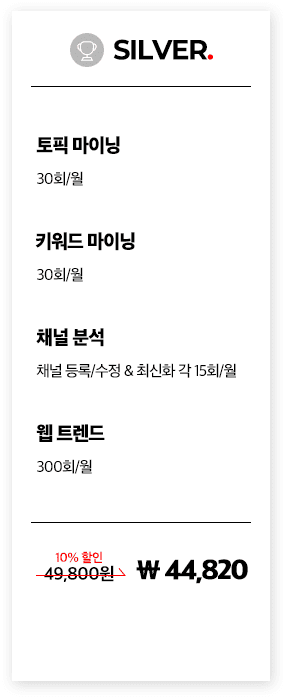 SILVER.
토픽 마이닝
30회/월
키워드 마이닝
30회/월
채널 분석
채널 등록/수정 & 최신화 각 15회/월
웹 트렌드
300회/월
10% 할인
49,800원
₩ 44,820